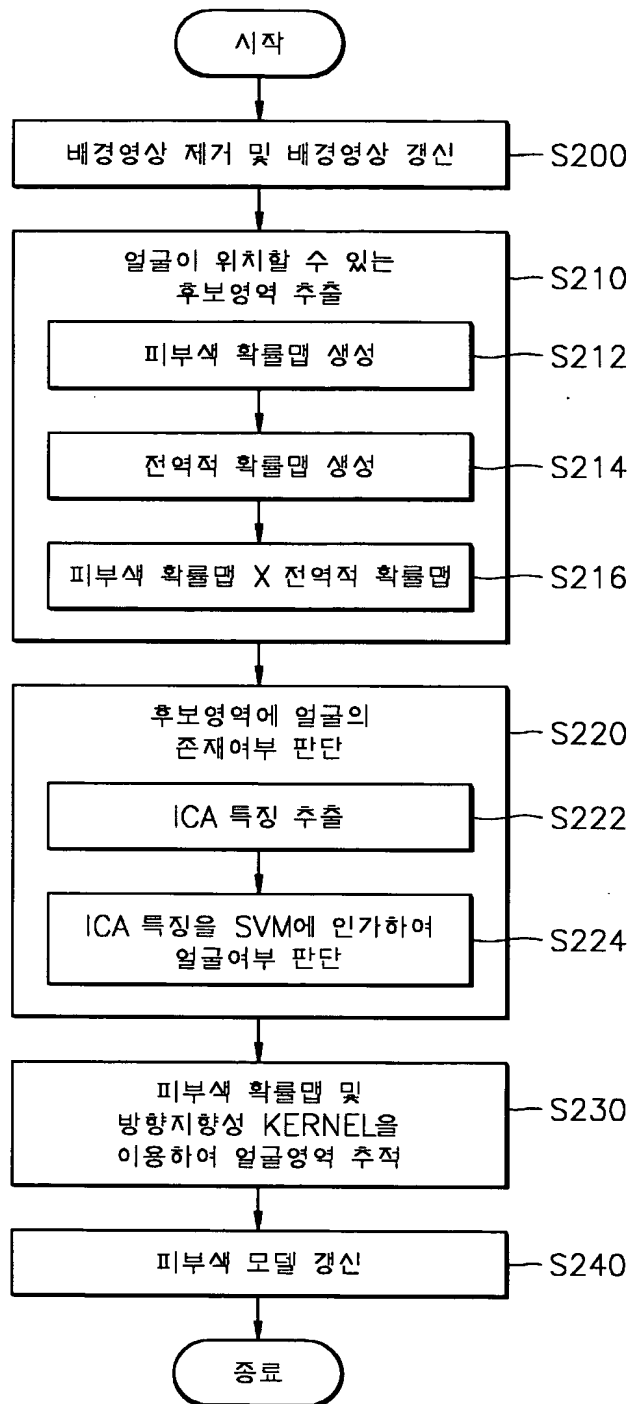 시작
배경영상 제거 및 배경영상 갱신
S200
얼굴이 위치할 수 있는
후보영역 추출
S210
피부색 확률맵 생성
S212
전역적 확률맵 생성
S214
피부색 확률맵 X 전역적 확률맵
S216
후보영역에 얼굴의
존재여부 판단
S220
ICA 특징 추출
S222
ICA 특징을 SVM에 인가하여
얼굴여부 판단
S224
피부색 확률맵 및
방향지향성 KERNEL을
이용하여 얼굴영역 추적
S230
피부색 모델 갱신
S240
종료